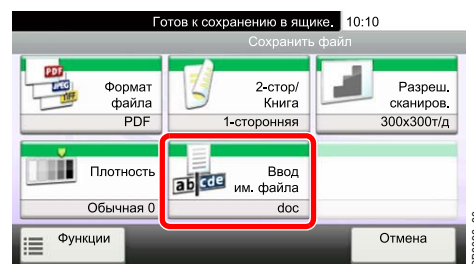 Готов к сохранению в ящике. 10:10
Сохранить файл
PDF
JPEG
TIFF
Формат
файла
PDF
2-стор/
Книга
1-сторонняя
Разреш.
сканиров.
300x300т/д
Плотность
Обычная 0
ab cde
Ввод
им. файла
doc
Функции
Отмена